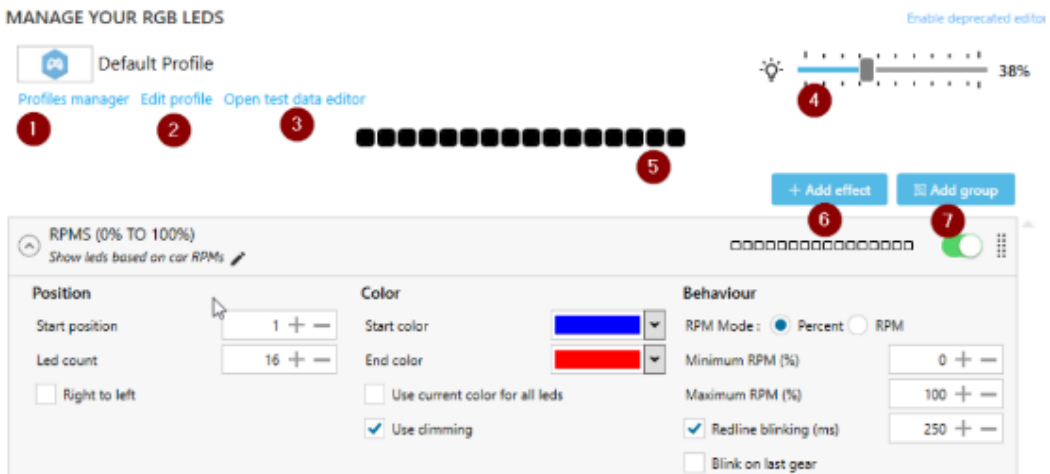 MANAGE YOUR RGB LEDS
Enable deprecated editor
Default Profile
38%
Profiles manager Edit profile Open test data editor
4
1 2 3
5
+ Add effect Add group
6 7
RPMS (0% TO 100%)
Show leds based on car RPMs
Position Color Behaviour
Start position 1 + − Start color RPM Mode : Percent RPM
Led count 16 + − End color Minimum RPM (%) 0 + −
Right to left Use current color for all leds Maximum RPM (%) 100 + −
Use dimming Redline blinking (ms) 250 + −
Blink on last gear